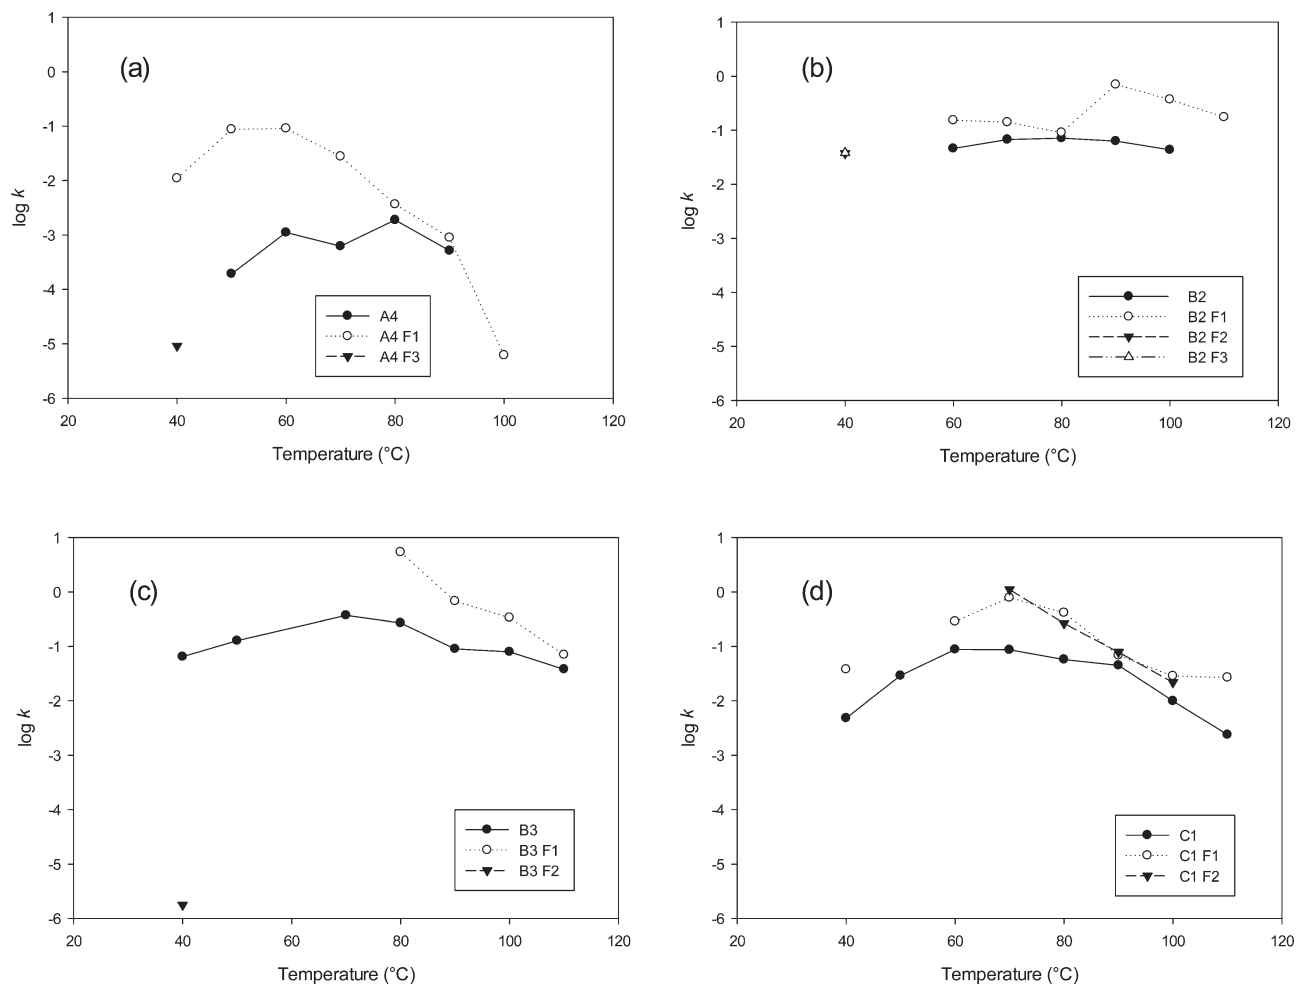 (a)
1
0
-1
-2
-3
-4
-5
-6
log k
20 40 60 80 100 120
Temperature (°C)
A4
A4 F1
A4 F3
(b)
1
0
-1
-2
-3
-4
-5
-6
log k
20 40 60 80 100 120
Temperature (°C)
B2
B2 F1
B2 F2
B2 F3
(c)
1
0
-1
-2
-3
-4
-5
-6
log k
20 40 60 80 100 120
Temperature (°C)
B3
B3 F1
B3 F2
(d)
1
0
-1
-2
-3
-4
-5
-6
log k
20 40 60 80 100 120
Temperature (°C)
C1
C1 F1
C1 F2